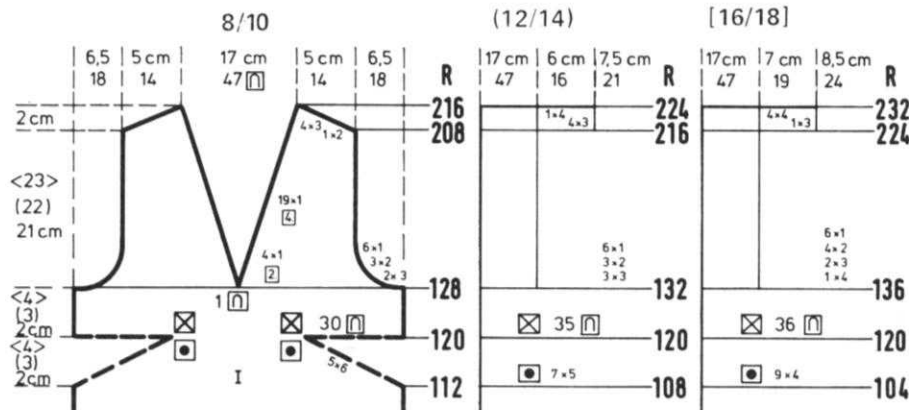 8/10 (12/14) [16/18]
6,5 5 cm 17 cm 5 cm 6,5 17 cm 6 cm 7,5 cm 17cm 7 cm 8,5 cm
18 14 47 ∩ 14 18 R 47 16 21 R 47 19 24 R
216 224 232
2 cm 4×3 1×2 208 1×4 4×3 216 4×4 1×3 224
<23>
(22)
21 cm
19×1
4
4×1
2
6×1
3×2
2×3
6×1
3×2
3×3
6×1
4×2
2×3
1×4
128 132 136
1 ∩
<4>
(3)
2 cm
30 ∩ 35 ∩ 36 ∩
120 120 120
<4>
(3)
2 cm
I 5×6 7×5 9×4
112 108 104